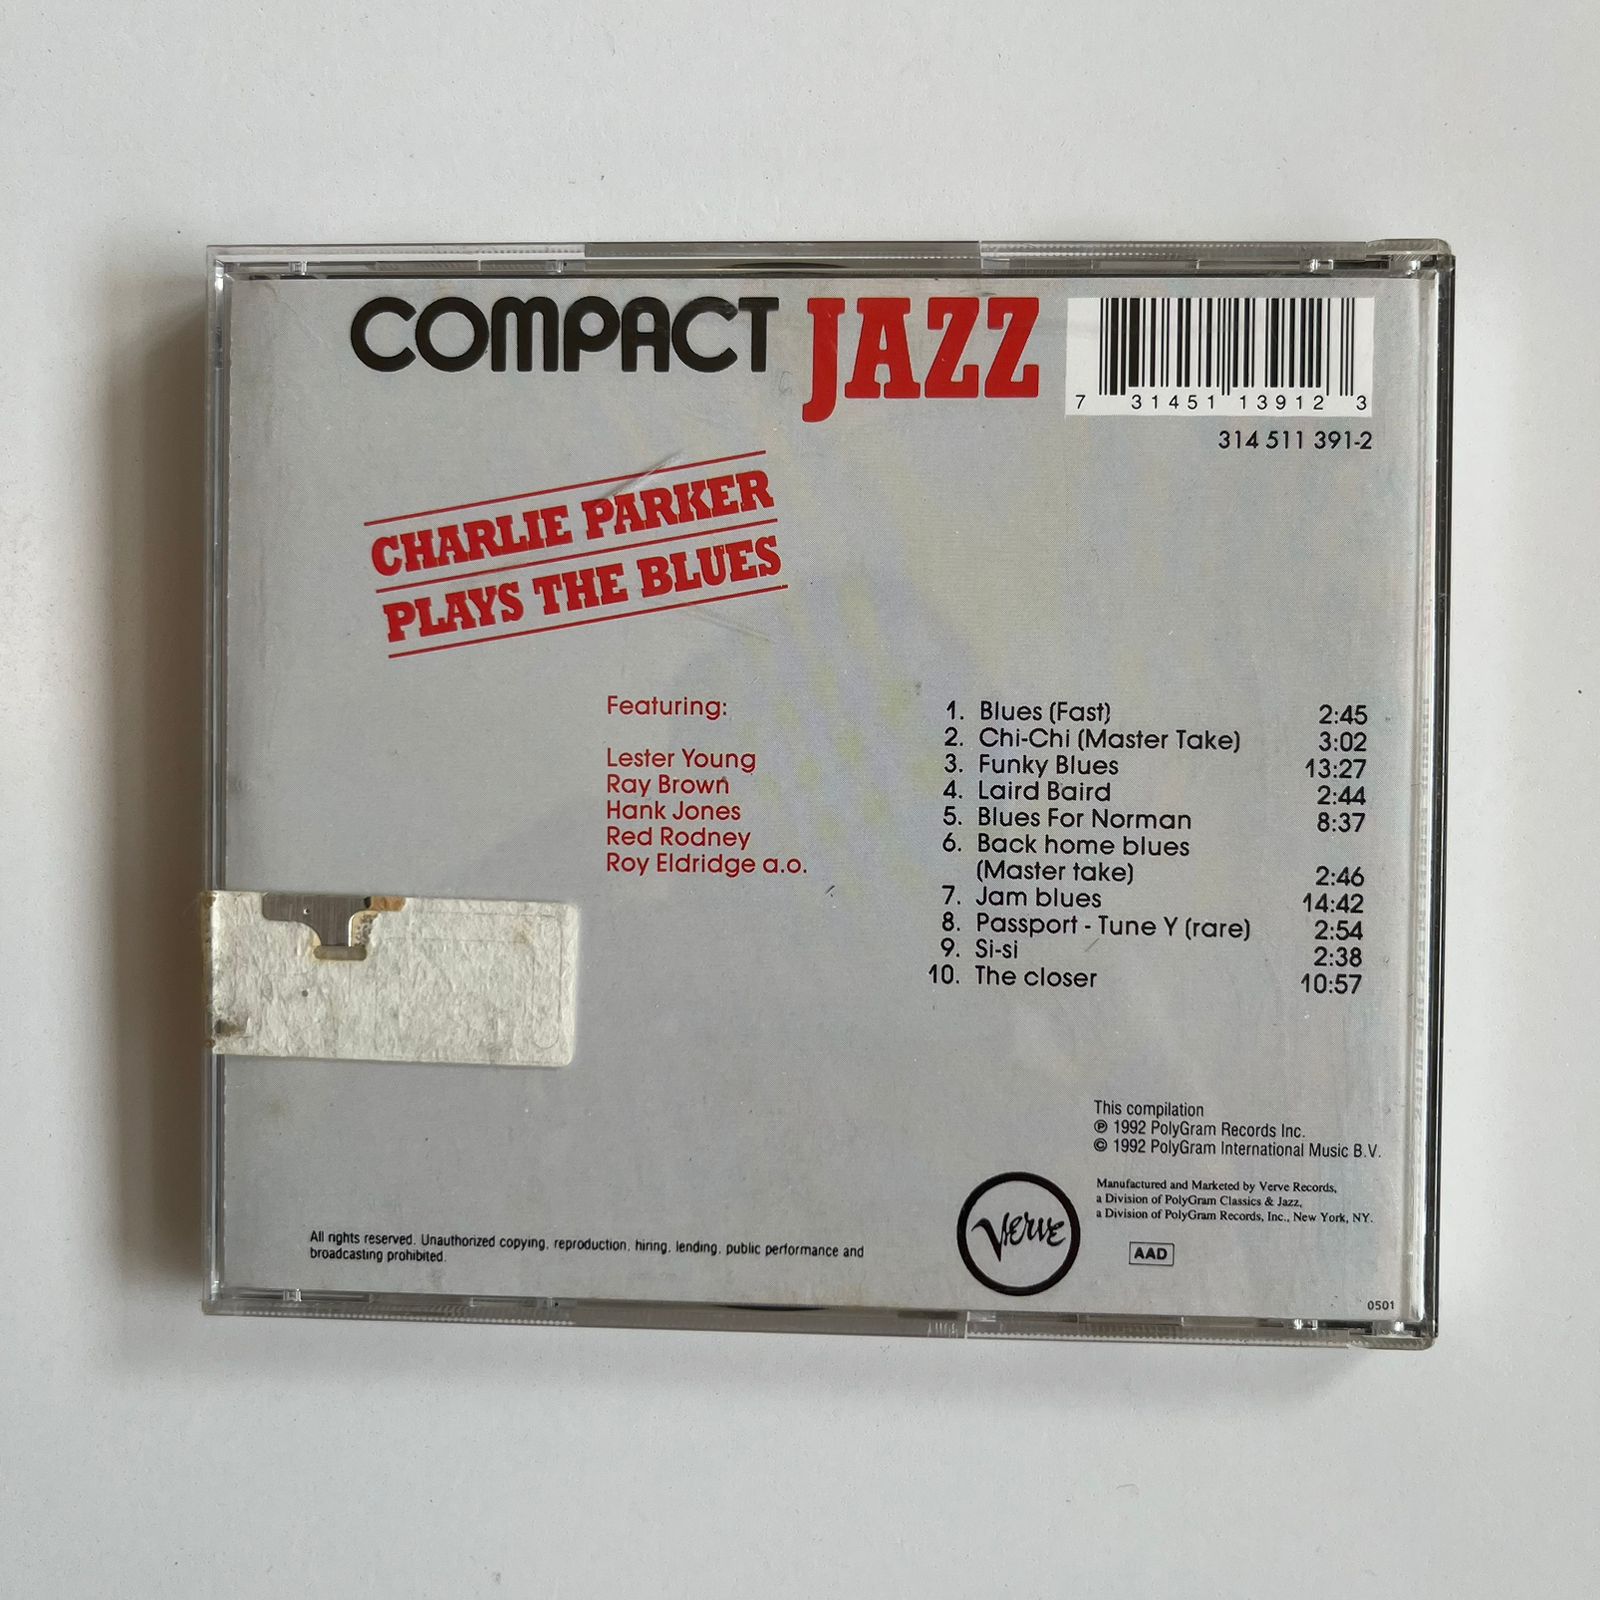 COMPACT JAZZ
7 31451 13912 3
314 511 391-2
CHARLIE PARKER
PLAYS THE BLUES
Featuring:
Lester Young
Ray Brown
Hank Jones
Red Rodney
Roy Eldridge a.o.
1. Blues (Fast) 2:45
2. Chi-Chi (Master Take) 3:02
3. Funky Blues 13:27
4. Laird Baird 2:44
5. Blues For Norman 8:37
6. Back home blues
(Master take) 2:46
7. Jam blues 14:42
8. Passport - Tune Y (rare) 2:54
9. Si-si 2:38
10. The closer 10:57
This compilation
℗ 1992 PolyGram Records Inc.
© 1992 PolyGram International Music B.V.
Manufactured and Marketed by Verve Records,
a Division of PolyGram Classics & Jazz,
a Division of PolyGram Records, Inc., New York, NY.
VERVE
AAD
All rights reserved. Unauthorized copying, reproduction, hiring, lending, public performance and
broadcasting prohibited.
0501